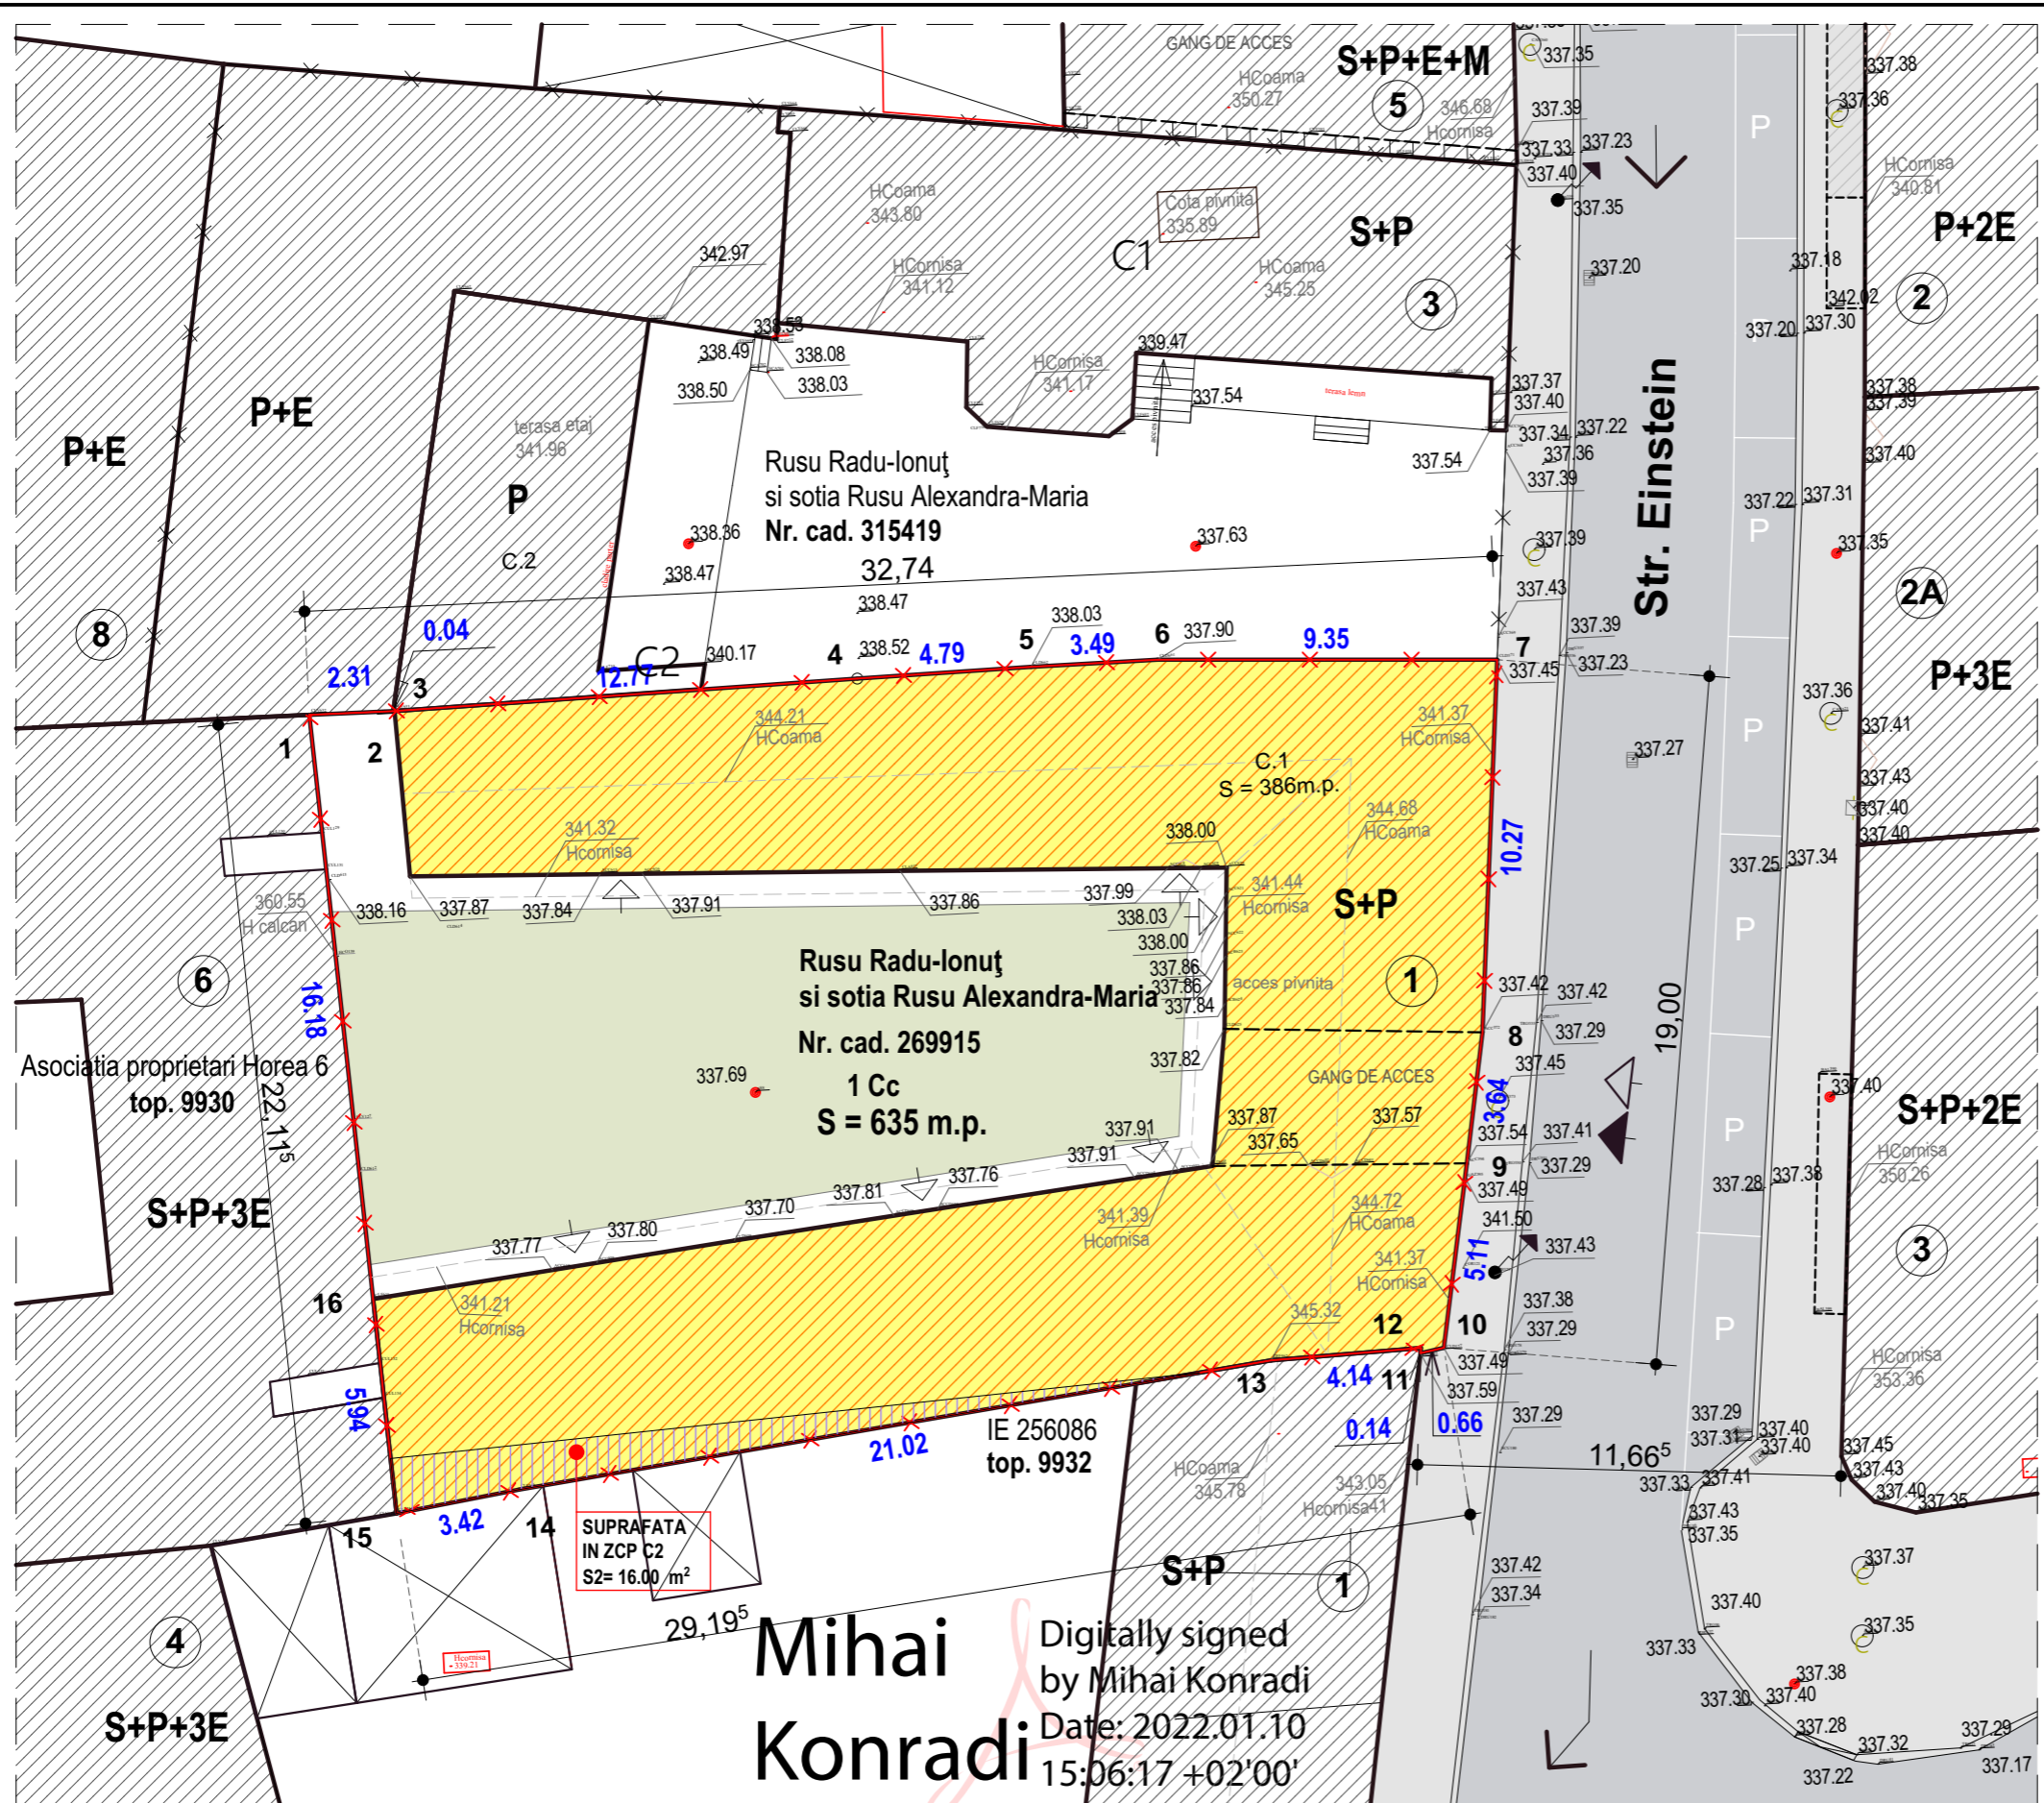 GANG DE ACCES
S+P+E+M
HComa
350.27
5
346.68
Hcornisa
337.35
337.39
337.33
337.23
337.40
337.35
337.38
337.36
P
HCornisa
340.81
P+2E
2
HCoama
343.80
Cota pivnita
335.89
S+P
C1
342.97
HCornisa
341.12
HCoama
345.25
3
337.20
337.18
342.02
337.20
337.30
P
338.53
338.49
338.08
338.50
338.03
339.47
HCornisa
341.17
337.54
terasa lemn
acces pivnita
337.37
337.40
337.34
337.22
337.36
337.39
337.54
337.38
337.39
337.40
P+E
P+E
terasa etaj
341.96
P
C.2
Rusu Radu-Ionuţ
si sotia Rusu Alexandra-Maria
Nr. cad. 315419
32,74
338.36
338.47
338.47
337.63
337.39
337.43
Str. Einstein
337.22
337.31
P
337.35
2A
P+3E
8
0.04
2.31
3
12.77
C2
340.17
4
338.52
4.79
5
338.03
3.49
6
337.90
9.35
7
337.45
337.39
337.23
337.36
337.41
P
337.27
337.43
337.40
337.40
1
2
344.21
HCoama
341.37
HCornisa
C.1
S = 386m.p.
344.68
HCoama
10.27
341.32
Hcornisa
338.00
337.25
337.34
P
360.55
H calcan
338.16
337.87
337.84
337.91
337.86
337.99
338.03
338.00
337.86
337.86
337.84
337.82
341.44
Hcornisa
S+P
acces pivnita
1
6
16.18
Rusu Radu-Ionuţ
si sotia Rusu Alexandra-Maria
Nr. cad. 269915
1 Cc
S = 635 m.p.
337.69
Asociatia proprietari Horea 6
top. 9930
22,11⁵
S+P+3E
337.42
337.42
8
337.29
337.45
3.64
19,00
GANG DE ACCES
337.87
337.65
337.57
337.54
337.41
9
337.29
337.49
337.91
337.91
337.76
337.81
337.70
337.80
337.77
P
337.28
337.38
337.40
S+P+2E
HCornisa
350.26
3
344.72
HCoama
341.39
Hcornisa
341.50
337.43
5.11
341.37
HCornisa
16
341.21
Hcornisa
345.32
12
10
337.38
337.29
P
HCornisa
353.36
5.94
13
4.14
11
337.49
337.59
0.14
0.66
21.02
IE 256086
top. 9932
HCoama
345.78
343.05
Hcornisa41
337.29
11,66⁵
337.29
337.31
337.40
337.40
337.45
337.43
337.33
337.41
337.40
337.35
337.43
337.35
15
3.42
14
SUPRAFATA
IN ZCP C2
S2= 16.00 m²
29,19⁵
S+P
1
337.42
337.34
337.37
337.40
337.35
337.33
337.38
337.30
337.40
337.28
337.32
337.29
337.22
337.17
4
S+P+3E
Hcornisa
339.21
Mihai
Konradi
Digitally signed
by Mihai Konradi
Date: 2022.01.10
15:06:17 +02'00'